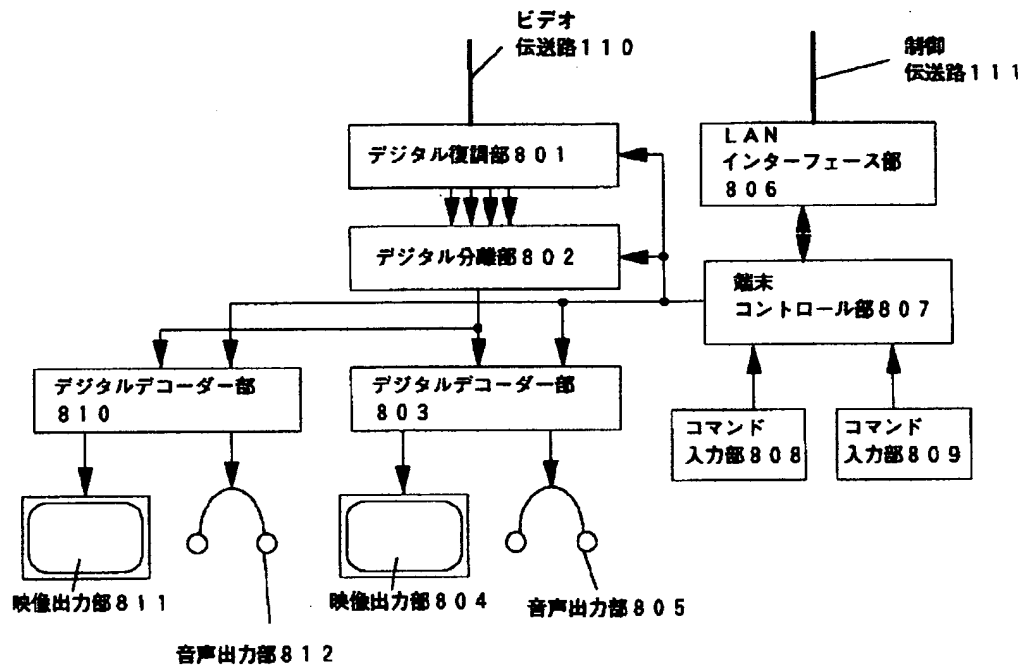 ビデオ
伝送路110
制御
伝送路111
デジタル復調部801
LAN
インターフェース部
806
デジタル分離部802
端末
コントロール部807
デジタルデコーダー部
810
デジタルデコーダー部
803
コマンド
入力部808
コマンド
入力部809
映像出力部811
映像出力部804
音声出力部805
音声出力部812